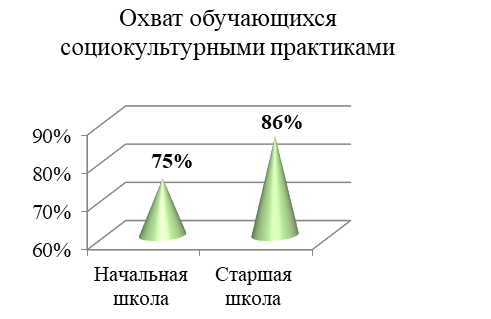 Охват обучающихся
социокультурными практиками
86%
75%
90%
80%
70%
60%
Начальная
школа
Старшая
школа